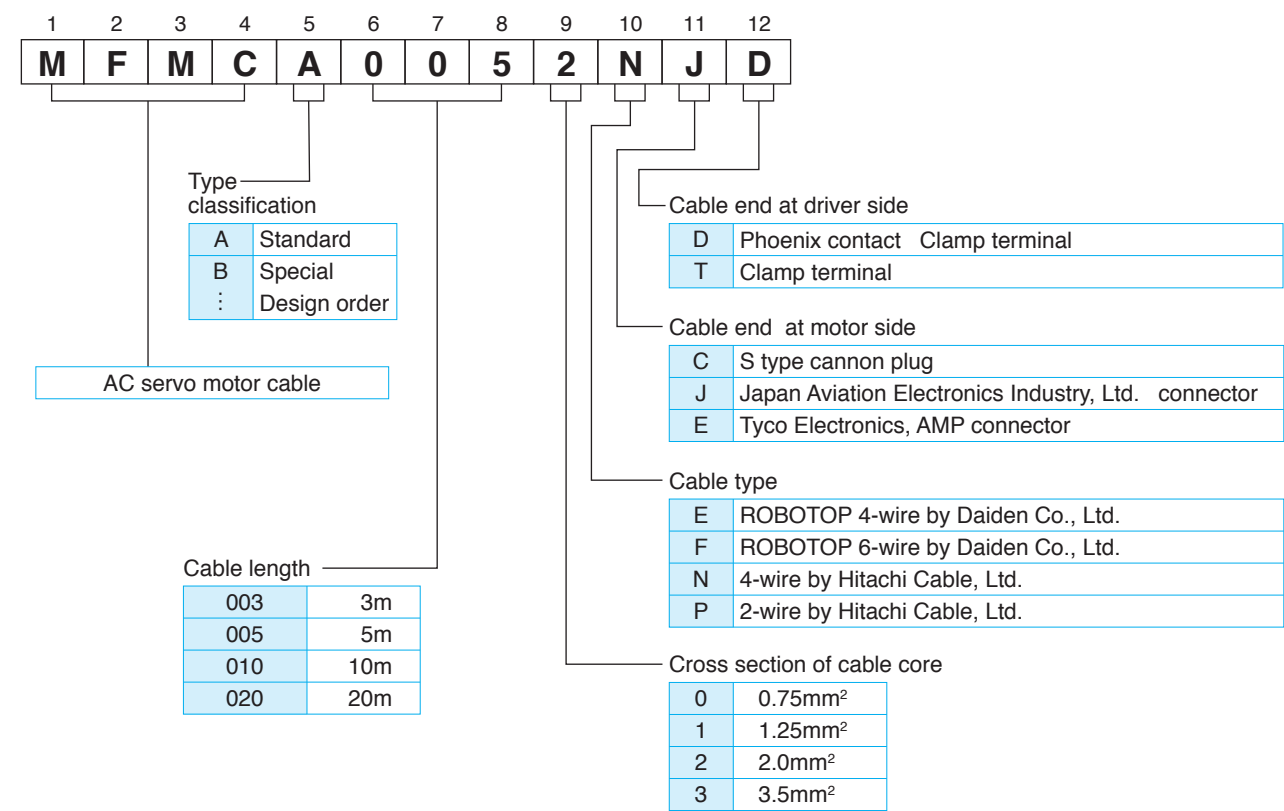 1 2 3 4 5 6 7 8 9 10 11 12
M F M C A 0 0 5 2 N J D
Type
classification
A Standard
B Special
⋮ Design order
AC servo motor cable
Cable length
003 3m
005 5m
010 10m
020 20m
Cable end at driver side
D Phoenix contact Clamp terminal
T Clamp terminal
Cable end at motor side
C S type cannon plug
J Japan Aviation Electronics Industry, Ltd. connector
E Tyco Electronics, AMP connector
Cable type
E ROBOTOP 4-wire by Daiden Co., Ltd.
F ROBOTOP 6-wire by Daiden Co., Ltd.
N 4-wire by Hitachi Cable, Ltd.
P 2-wire by Hitachi Cable, Ltd.
Cross section of cable core
0 0.75mm²
1 1.25mm²
2 2.0mm²
3 3.5mm²